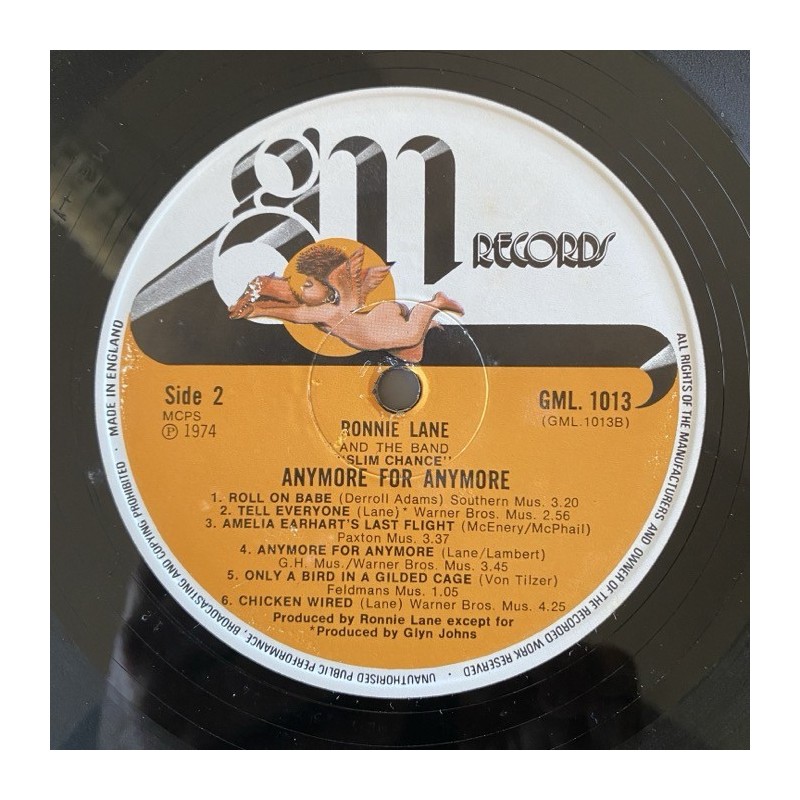 gm RECORDS
Side 2
MCPS
℗ 1974
GML. 1013
(GML. 1013B)
RONNIE LANE
AND THE BAND
"SLIM CHANCE"
ANYMORE FOR ANYMORE
1. ROLL ON BABE (Derroll Adams) Southern Mus. 3.20
2. TELL EVERYONE (Lane)* Warner Bros. Mus. 2.56
3. AMELIA EARHART'S LAST FLIGHT (McEnery/McPhail)
Paxton Mus. 3.37
4. ANYMORE FOR ANYMORE (Lane/Lambert)
G.H. Mus./Warner Bros. Mus. 3.45
5. ONLY A BIRD IN A GILDED CAGE (Von Tilzer)
Feldmans Mus. 1.05
6. CHICKEN WIRED (Lane) Warner Bros. Mus. 4.25
Produced by Ronnie Lane except for
*Produced by Glyn Johns
ALL RIGHTS OF THE MANUFACTURERS AND OWNER OF THE RECORDED WORK RESERVED · UNAUTHORISED PUBLIC PERFORMANCE, BROADCASTING AND COPYING PROHIBITED · MADE IN ENGLAND